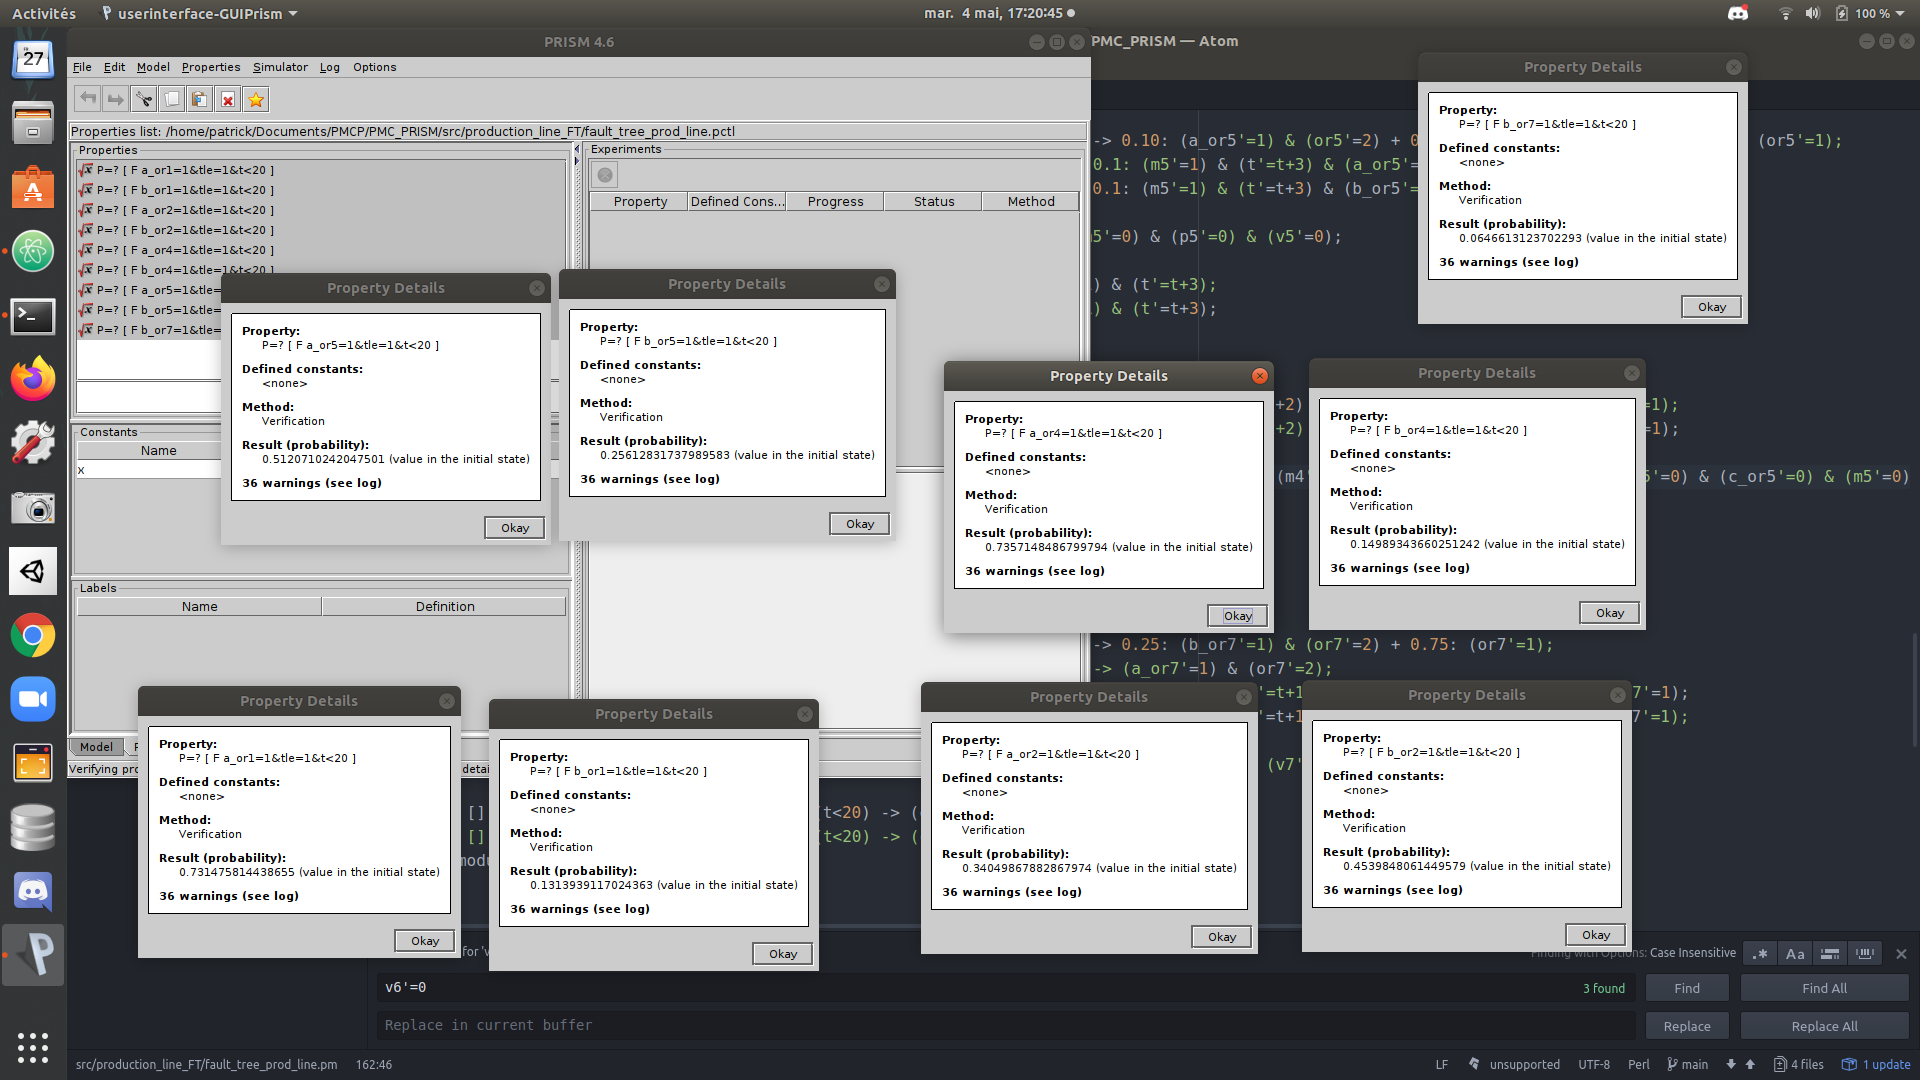 Activités
userinterface-GUIPrism
mar. 4 mai, 17:20:45
100 %
PRISM 4.6
PMC_PRISM — Atom
File Edit Model Properties Simulator Log Options
Properties list: /home/patrick/Documents/PMCP/PMC_PRISM/src/production_line_FT/fault_tree_prod_line.pctl
Properties
P=? [ F a_or1=1&tle=1&t<20 ]
P=? [ F b_or1=1&tle=1&t<20 ]
P=? [ F a_or2=1&tle=1&t<20 ]
P=? [ F b_or2=1&tle=1&t<20 ]
P=? [ F a_or4=1&tle=1&t<20 ]
P=? [ F b_or4=1&tle=1&t<20 ]
P=? [ F a_or5=1&tle=
P=? [ F b_or5=1&tle=
P=? [ F b_or7=1&tle=
Experiments
Property Defined Cons... Progress Status Method
Constants
Name
x
Labels
Name Definition
Model
Verifying pro
Property Details
Property:
P=? [ F b_or7=1&tle=1&t<20 ]
Defined constants:
<none>
Method:
Verification
Result (probability):
0.0646613123702293 (value in the initial state)
36 warnings (see log)
Okay
Property Details
Property:
P=? [ F a_or5=1&tle=1&t<20 ]
Defined constants:
<none>
Method:
Verification
Result (probability):
0.5120710242047501 (value in the initial state)
36 warnings (see log)
Okay
Property Details
Property:
P=? [ F b_or5=1&tle=1&t<20 ]
Defined constants:
<none>
Method:
Verification
Result (probability):
0.25612831737989583 (value in the initial state)
36 warnings (see log)
Okay
Property Details
Property:
P=? [ F a_or4=1&tle=1&t<20 ]
Defined constants:
<none>
Method:
Verification
Result (probability):
0.7357148486799794 (value in the initial state)
36 warnings (see log)
Okay
Property Details
Property:
P=? [ F b_or4=1&tle=1&t<20 ]
Defined constants:
<none>
Method:
Verification
Result (probability):
0.14989343660251242 (value in the initial state)
36 warnings (see log)
Okay
Property Details
Property:
P=? [ F a_or1=1&tle=1&t<20 ]
Defined constants:
<none>
Method:
Verification
Result (probability):
0.731475814438655 (value in the initial state)
36 warnings (see log)
Okay
Property Details
Property:
P=? [ F b_or1=1&tle=1&t<20 ]
Defined constants:
<none>
Method:
Verification
Result (probability):
0.1313939117024363 (value in the initial state)
36 warnings (see log)
Okay
Property Details
Property:
P=? [ F a_or2=1&tle=1&t<20 ]
Defined constants:
<none>
Method:
Verification
Result (probability):
0.34049867882867974 (value in the initial state)
36 warnings (see log)
Okay
Property Details
Property:
P=? [ F b_or2=1&tle=1&t<20 ]
Defined constants:
<none>
Method:
Verification
Result (probability):
0.4539848061449579 (value in the initial state)
36 warnings (see log)
Okay
-> 0.10: (a_or5'=1) & (or5'=2) + 0 (or5'=1);
0.1: (m5'=1) & (t'=t+3) & (a_or5'=
0.1: (m5'=1) & (t'=t+3) & (b_or5'=
5'=0) & (p5'=0) & (v5'=0);
) & (t'=t+3);
) & (t'=t+3);
+2) =1);
+2) =1);
(m4' 5'=0) & (c_or5'=0) & (m5'=0)
-> 0.25: (b_or7'=1) & (or7'=2) + 0.75: (or7'=1);
-> (a_or7'=1) & (or7'=2);
'=t+1 7'=1);
'=t+1 7'=1);
(v7'
[] (t<20) -> (
[] (t<20) -> (
modu
for 'v
Finding with Options: Case Insensitive
.* Aa
v6'=0
3 found
Find
Find All
Replace in current buffer
Replace
Replace All
src/production_line_FT/fault_tree_prod_line.pm 162:46
LF unsupported UTF-8 Perl main 4 files 1 update
27